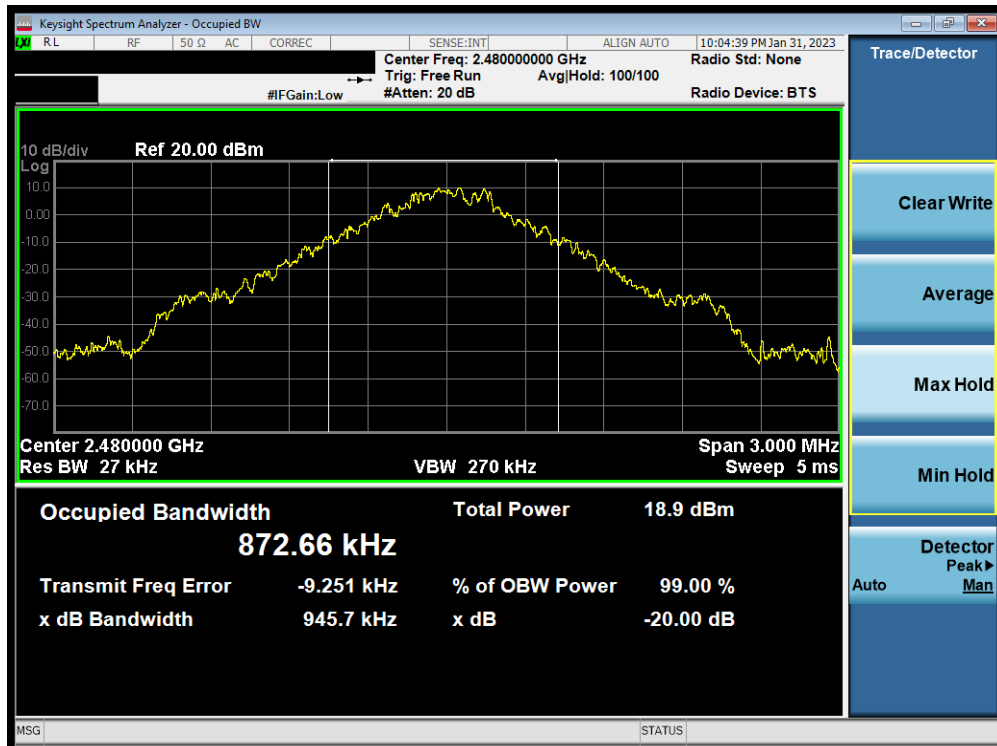 Keysight Spectrum Analyzer - Occupied BW
LXI RL RF 50 Ω AC CORREC SENSE:INT ALIGN AUTO 10:04:39 PM Jan 31, 2023
Center Freq: 2.480000000 GHz Radio Std: None
Trig: Free Run Avg|Hold: 100/100
#IFGain:Low #Atten: 20 dB Radio Device: BTS
10 dB/div Ref 20.00 dBm
Log
10.0
0.00
-10.0
-20.0
-30.0
-40.0
-50.0
-60.0
-70.0
Center 2.480000 GHz Span 3.000 MHz
Res BW 27 kHz VBW 270 kHz Sweep 5 ms
Occupied Bandwidth Total Power 18.9 dBm
872.66 kHz
Transmit Freq Error -9.251 kHz % of OBW Power 99.00 %
x dB Bandwidth 945.7 kHz x dB -20.00 dB
MSG STATUS
Trace/Detector
Clear Write
Average
Max Hold
Min Hold
Detector
Peak▶
Auto Man